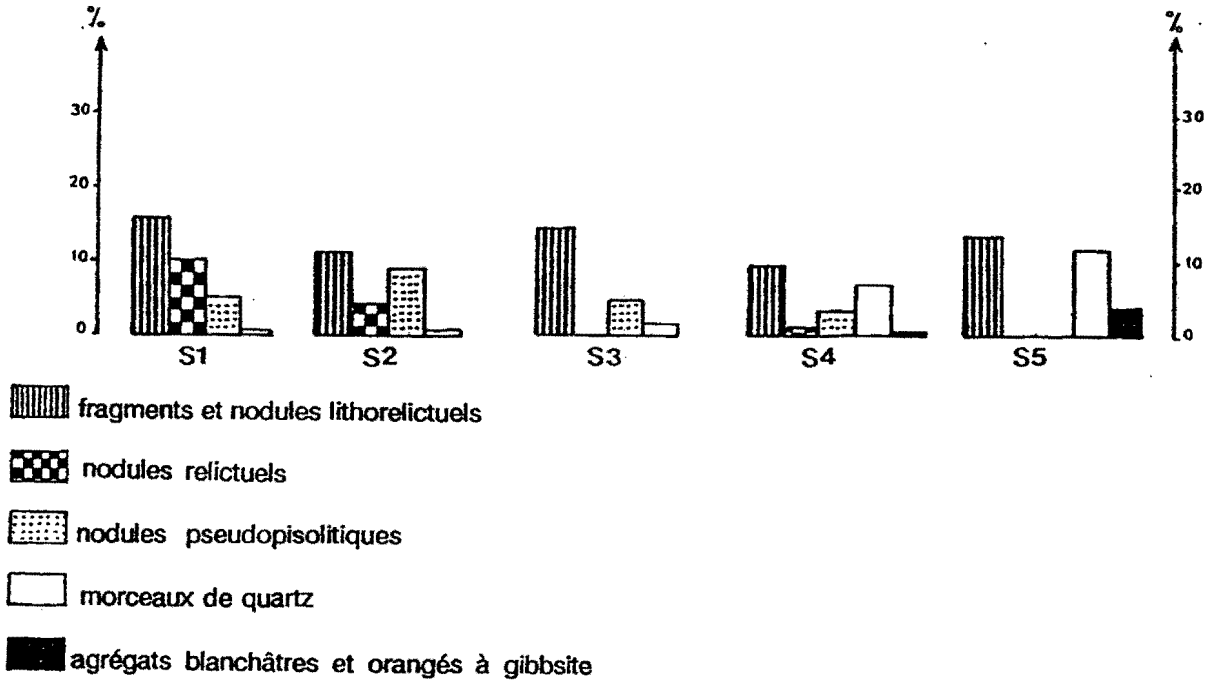 % %
30 30
20 20
10 10
0 0
S1 S2 S3 S4 S5
fragments et nodules lithorelictuels
nodules relictuels
nodules pseudopisolitiques
morceaux de quartz
agrégats blanchâtres et orangés à gibbsite